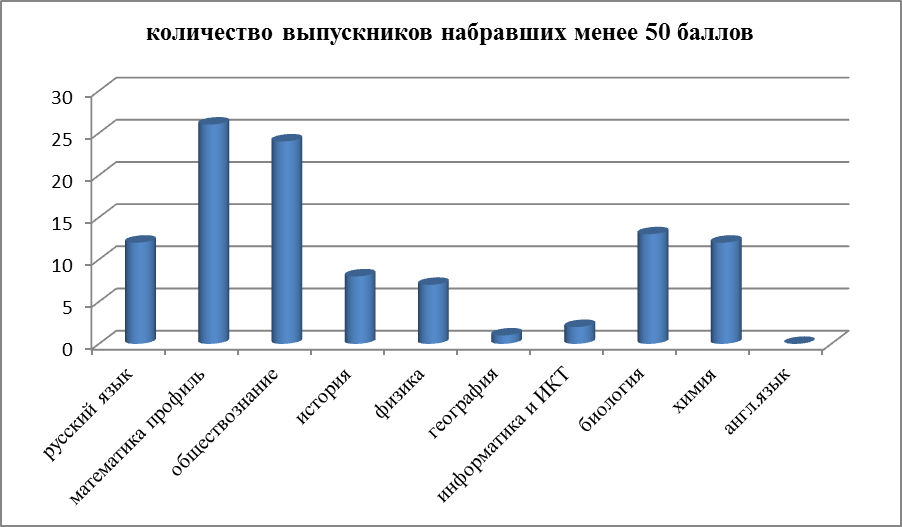 количество выпускников набравших менее 50 баллов
30
25
20
15
10
5
0
русский язык
математика профиль
обществознание
история
физика
география
информатика и ИКТ
биология
химия
англ.язык